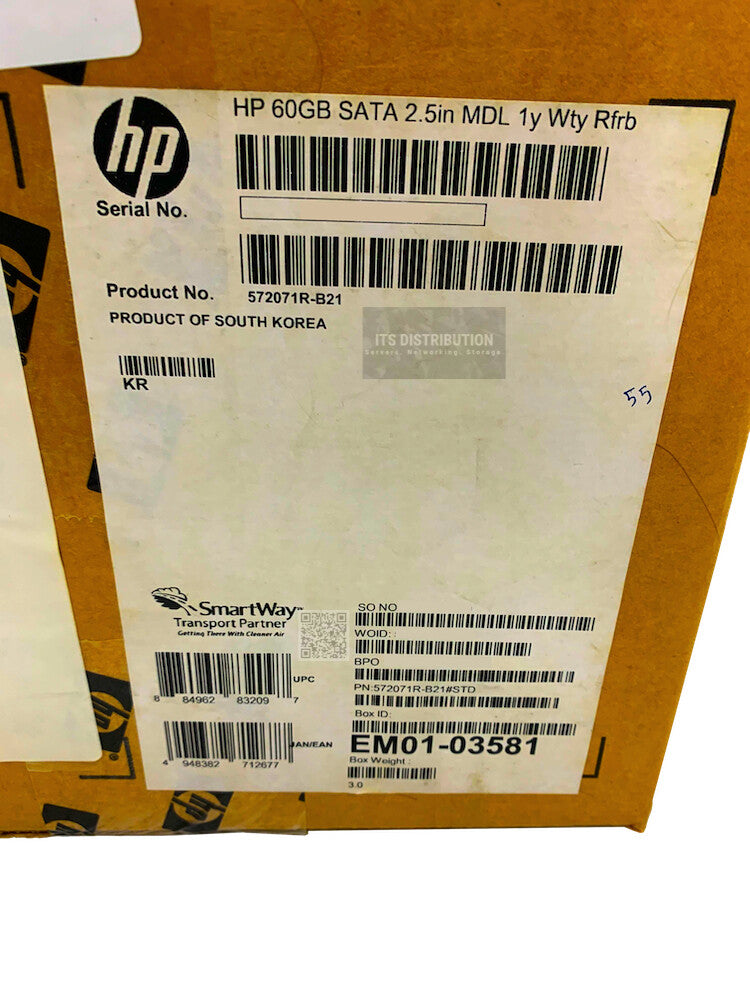 hp
HP 60GB SATA 2.5in MDL 1y Wty Rfrb
Serial No.
Product No.
572071R-B21
PRODUCT OF SOUTH KOREA
ITS DISTRIBUTION
Servers. Networking. Storage
KR
55
SmartWay
Transport Partner
Getting There With Cleaner Air
SO NO
WOID: :
BPO
PN:572071R-B21#STD
Box ID:
EM01-03581
Box Weight :
3.0
UPC
8 84962 83209 7
JAN/EAN
4 948382 712677
hp